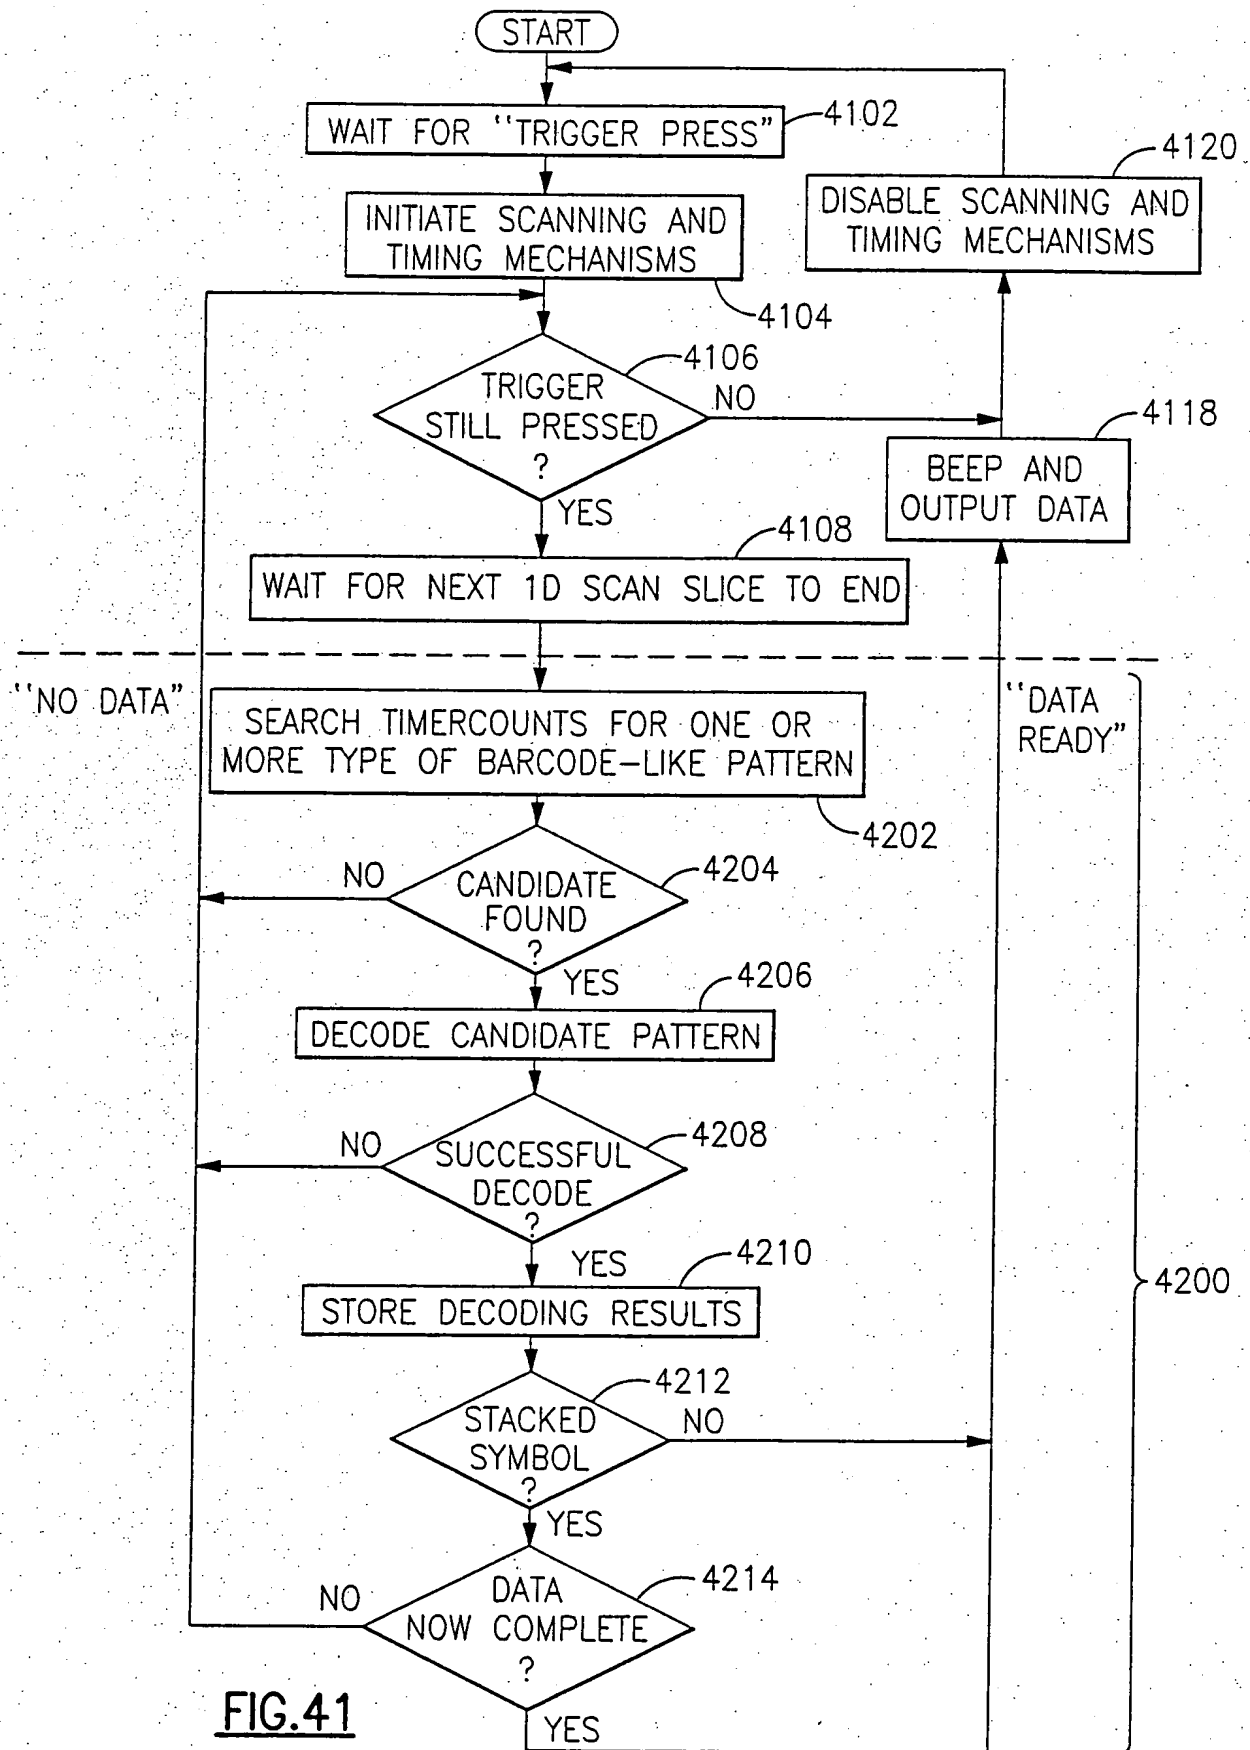 START
WAIT FOR "TRIGGER PRESS"
4102
4120
INITIATE SCANNING AND
TIMING MECHANISMS
4104
DISABLE SCANNING AND
TIMING MECHANISMS
4106
TRIGGER
STILL PRESSED
?
NO
YES
4118
BEEP AND
OUTPUT DATA
4108
WAIT FOR NEXT 1D SCAN SLICE TO END
"NO DATA"
"DATA
READY"
SEARCH TIMERCOUNTS FOR ONE OR
MORE TYPE OF BARCODE-LIKE PATTERN
4202
4204
NO
CANDIDATE
FOUND
?
YES
4206
DECODE CANDIDATE PATTERN
4208
NO
SUCCESSFUL
DECODE
?
YES
4210
4200
STORE DECODING RESULTS
4212
STACKED
SYMBOL
?
NO
YES
4214
NO
DATA
NOW COMPLETE
?
YES
FIG.41